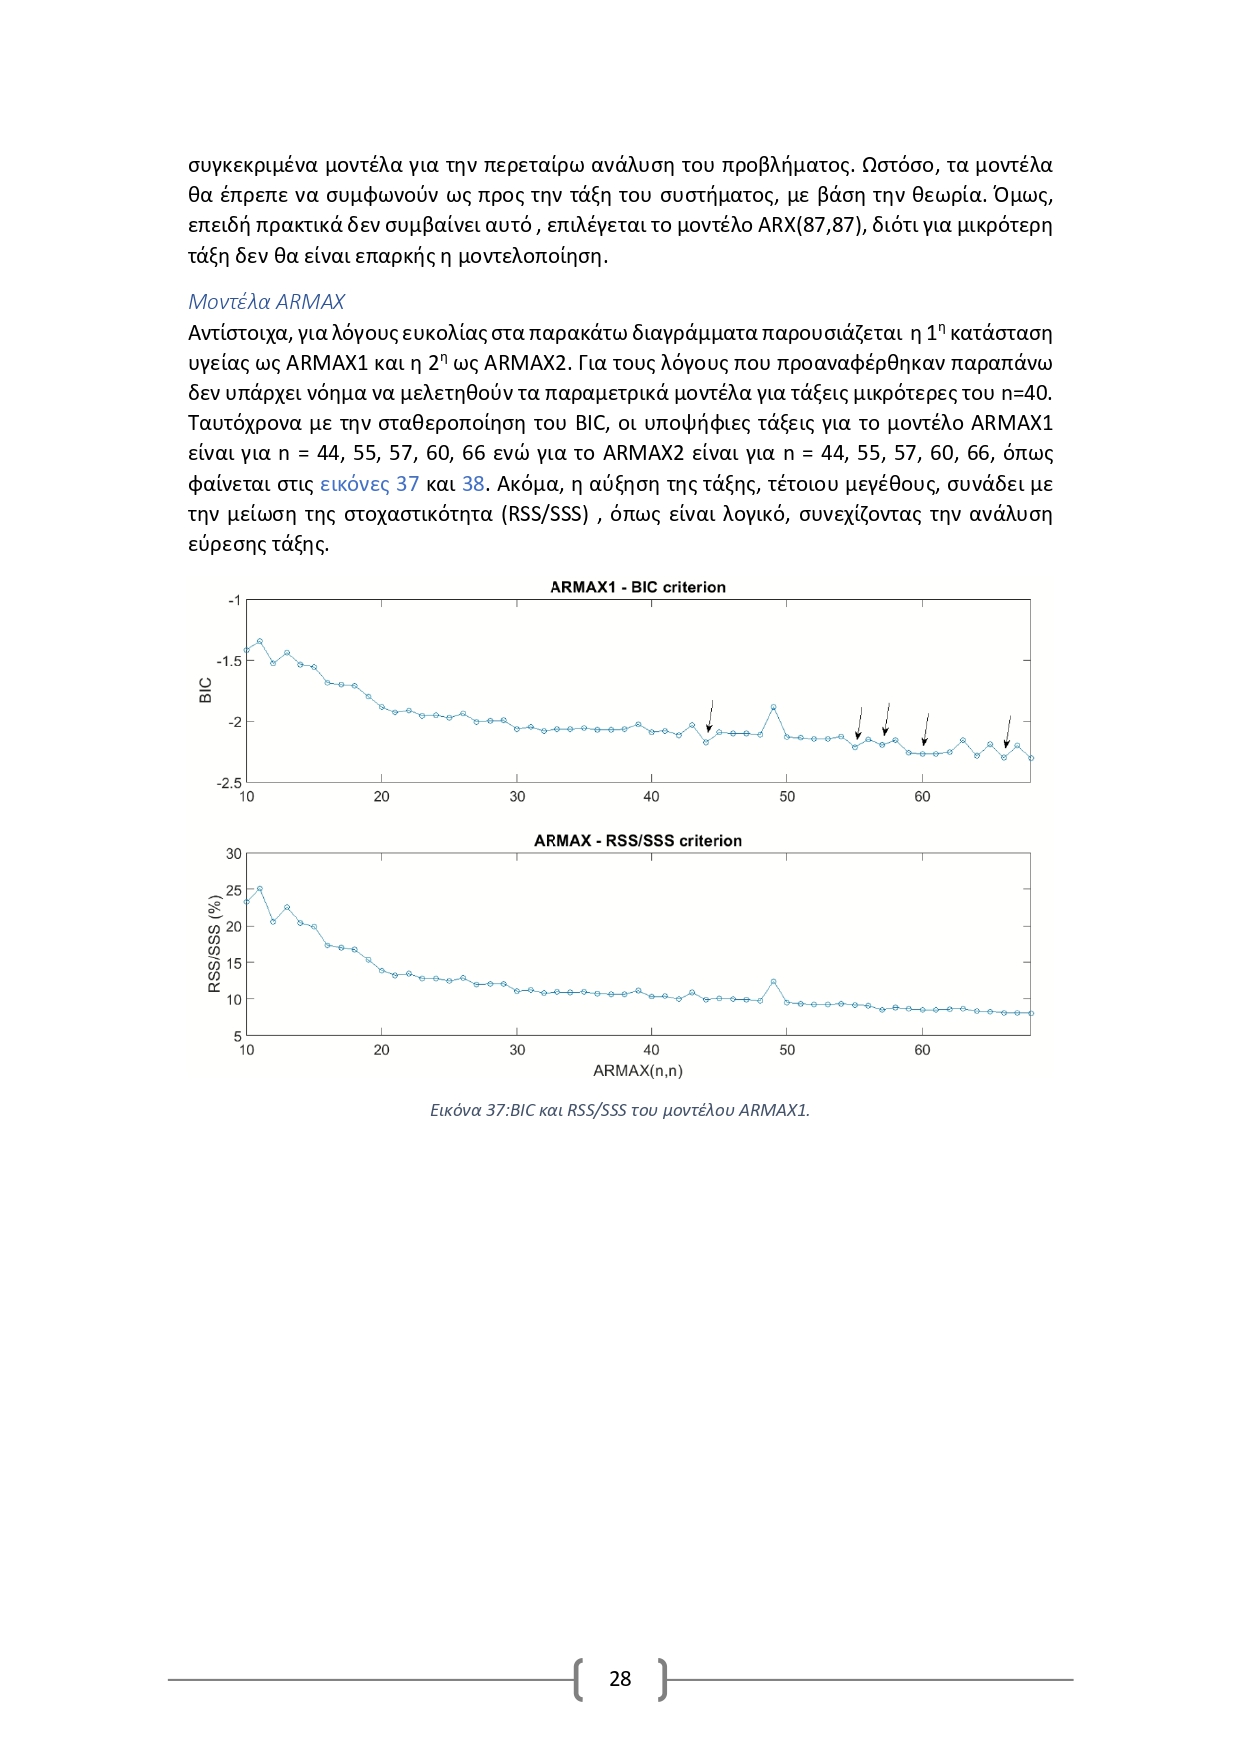 συγκεκριμένα μοντέλα για την περεταίρω ανάλυση του προβλήματος. Ωστόσο, τα μοντέλα
θα έπρεπε να συμφωνούν ως προς την τάξη του συστήματος, με βάση την θεωρία. Όμως,
επειδή πρακτικά δεν συμβαίνει αυτό , επιλέγεται το μοντέλο ARX(87,87), διότι για μικρότερη
τάξη δεν θα είναι επαρκής η μοντελοποίηση.
Μοντέλα ARMAX
Αντίστοιχα, για λόγους ευκολίας στα παρακάτω διαγράμματα παρουσιάζεται η 1η κατάσταση
υγείας ως ARMAX1 και η 2η ως ARMAX2. Για τους λόγους που προαναφέρθηκαν παραπάνω
δεν υπάρχει νόημα να μελετηθούν τα παραμετρικά μοντέλα για τάξεις μικρότερες του n=40.
Ταυτόχρονα με την σταθεροποίηση του BIC, οι υποψήφιες τάξεις για το μοντέλο ARMAX1
είναι για n = 44, 55, 57, 60, 66 ενώ για το ARMAX2 είναι για n = 44, 55, 57, 60, 66, όπως
φαίνεται στις εικόνες 37 και 38. Ακόμα, η αύξηση της τάξης, τέτοιου μεγέθους, συνάδει με
την μείωση της στοχαστικότητα (RSS/SSS) , όπως είναι λογικό, συνεχίζοντας την ανάλυση
εύρεσης τάξης.
ARMAX1 - BIC criterion
-1
-1.5
-2
-2.5
BIC
10 20 30 40 50 60
ARMAX - RSS/SSS criterion
30
25
20
15
10
5
RSS/SSS (%)
10 20 30 40 50 60
ARMAX(n,n)
Εικόνα 37:BIC και RSS/SSS του μοντέλου ARMAX1.
28